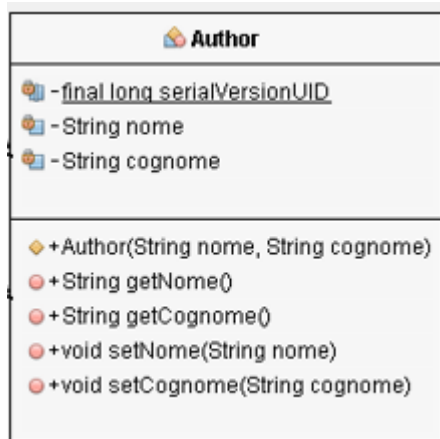 Author
-final long serialVersionUID
-String nome
-String cognome
+Author(String nome, String cognome)
+String getNome()
+String getCognome()
+void setNome(String nome)
+void setCognome(String cognome)